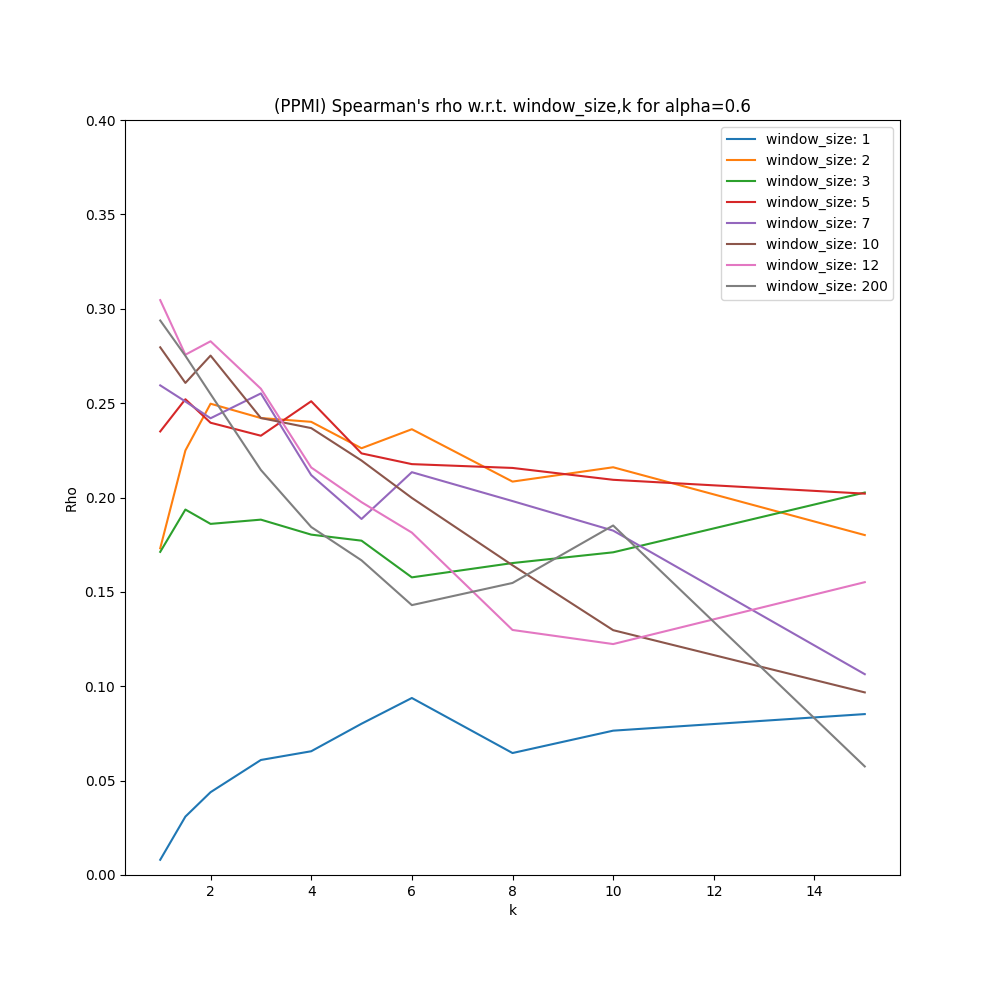 (PPMI) Spearman's rho w.r.t. window_size,k for alpha=0.6
0.40
0.35
0.30
0.25
0.20
0.15
0.10
0.05
0.00
Rho
window_size: 1
window_size: 2
window_size: 3
window_size: 5
window_size: 7
window_size: 10
window_size: 12
window_size: 200
2 4 6 8 10 12 14
k